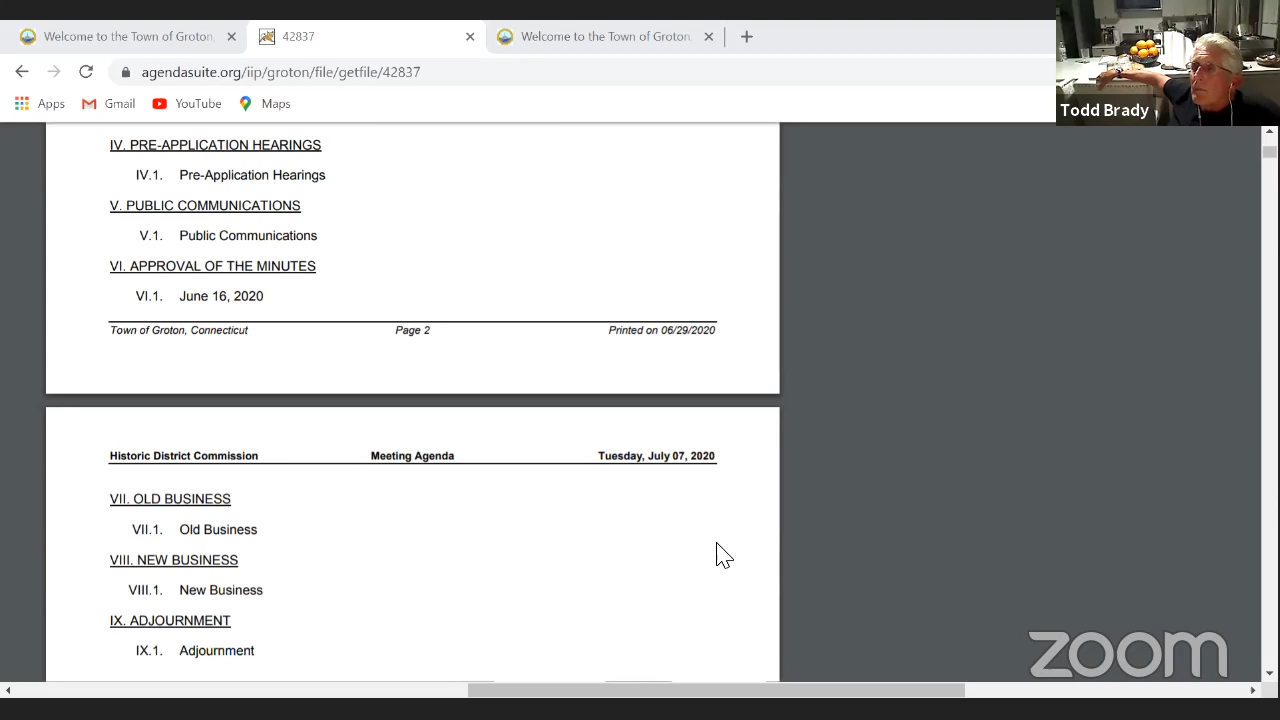 Welcome to the Town of Groton,
42837
Welcome to the Town of Groton,
agendasuite.org/iip/groton/file/getfile/42837
Apps Gmail YouTube Maps
Todd Brady
IV. PRE-APPLICATION HEARINGS
IV.1. Pre-Application Hearings
V. PUBLIC COMMUNICATIONS
V.1. Public Communications
VI. APPROVAL OF THE MINUTES
VI.1. June 16, 2020
Town of Groton, Connecticut Page 2 Printed on 06/29/2020
Historic District Commission Meeting Agenda Tuesday, July 07, 2020
VII. OLD BUSINESS
VII.1. Old Business
VIII. NEW BUSINESS
VIII.1. New Business
IX. ADJOURNMENT
IX.1. Adjournment
zoom